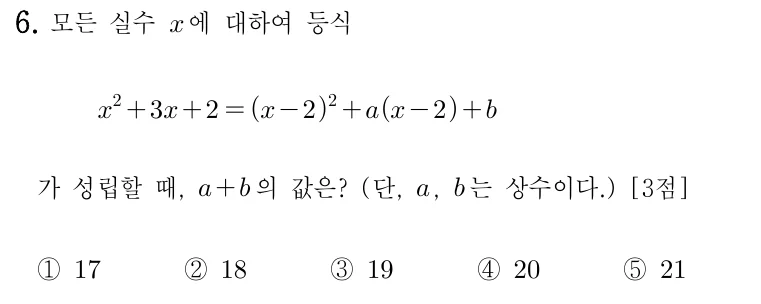 6. 모든 실수 x에 대하여 등식
x²+3x+2=(x-2)²+a(x-2)+b
가 성립할 때, a+b의 값은? (단, a, b는 상수이다.) [3점]
① 17 ② 18 ③ 19 ④ 20 ⑤ 21